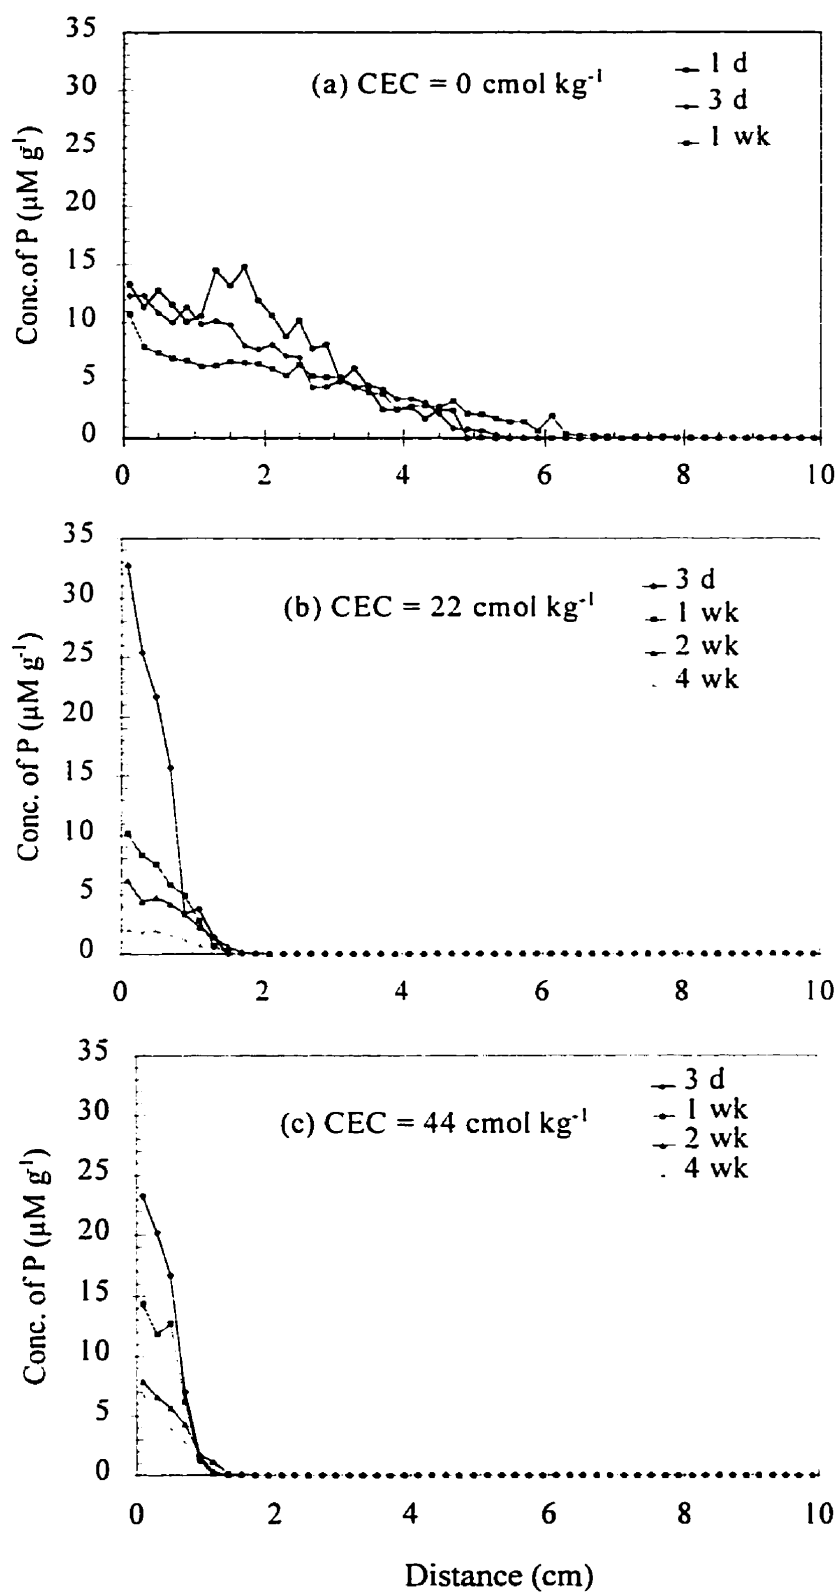 35
30
25
20
15
10
5
0
Conc.of P (µM g-1)
(a) CEC = 0 cmol kg-1
1 d
3 d
1 wk
0 2 4 6 8 10
35
30
25
20
15
10
5
0
Conc. of P (µM g-1)
(b) CEC = 22 cmol kg-1
3 d
1 wk
2 wk
4 wk
0 2 4 6 8 10
35
30
25
20
15
10
5
0
Conc. of P (µM g-1)
(c) CEC = 44 cmol kg-1
3 d
1 wk
2 wk
4 wk
0 2 4 6 8 10
Distance (cm)